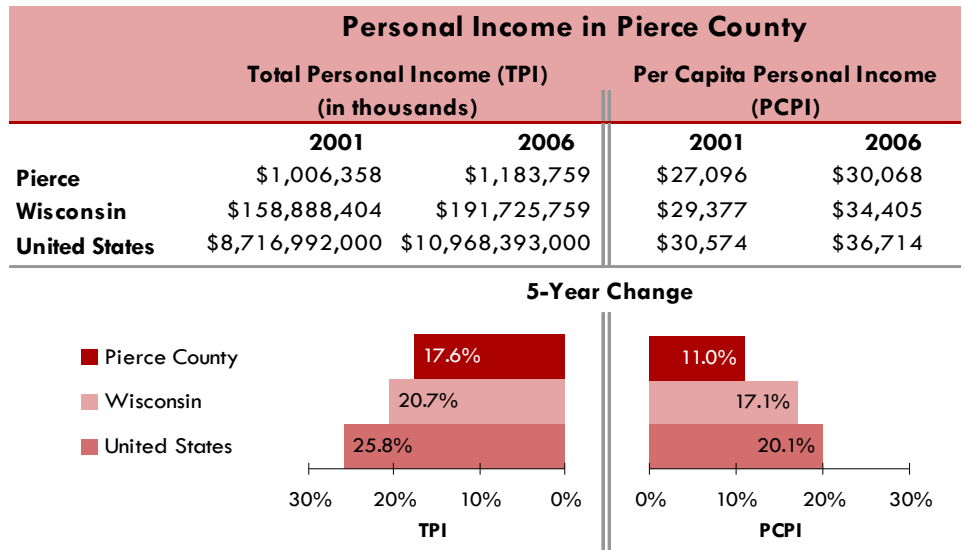 Personal Income in Pierce County
Total Personal Income (TPI) Per Capita Personal Income
(in thousands) (PCPI)
2001 2006 2001 2006
Pierce $1,006,358 $1,183,759 $27,096 $30,068
Wisconsin $158,888,404 $191,725,759 $29,377 $34,405
United States $8,716,992,000 $10,968,393,000 $30,574 $36,714
5-Year Change
Pierce County 17.6% 11.0%
Wisconsin 20.7% 17.1%
United States 25.8% 20.1%
30% 20% 10% 0% 0% 10% 20% 30%
TPI PCPI